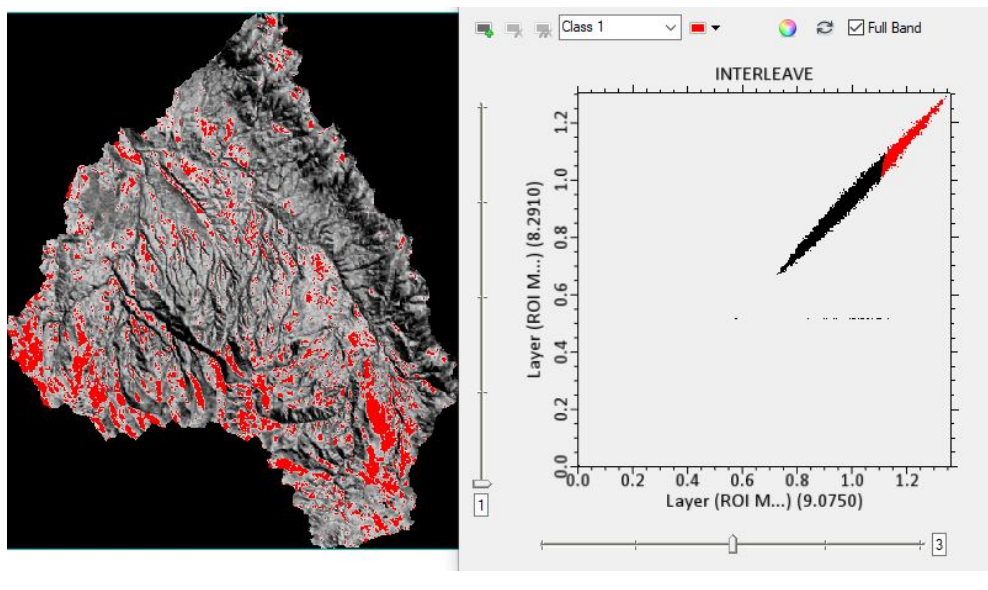 Class 1
Full Band
INTERLEAVE
1.2
1.0
0.8
0.6
0.4
0.2
0.0
Layer (ROI M...) (8.2910)
0.0 0.2 0.4 0.6 0.8 1.0 1.2
Layer (ROI M...) (9.0750)
1
3